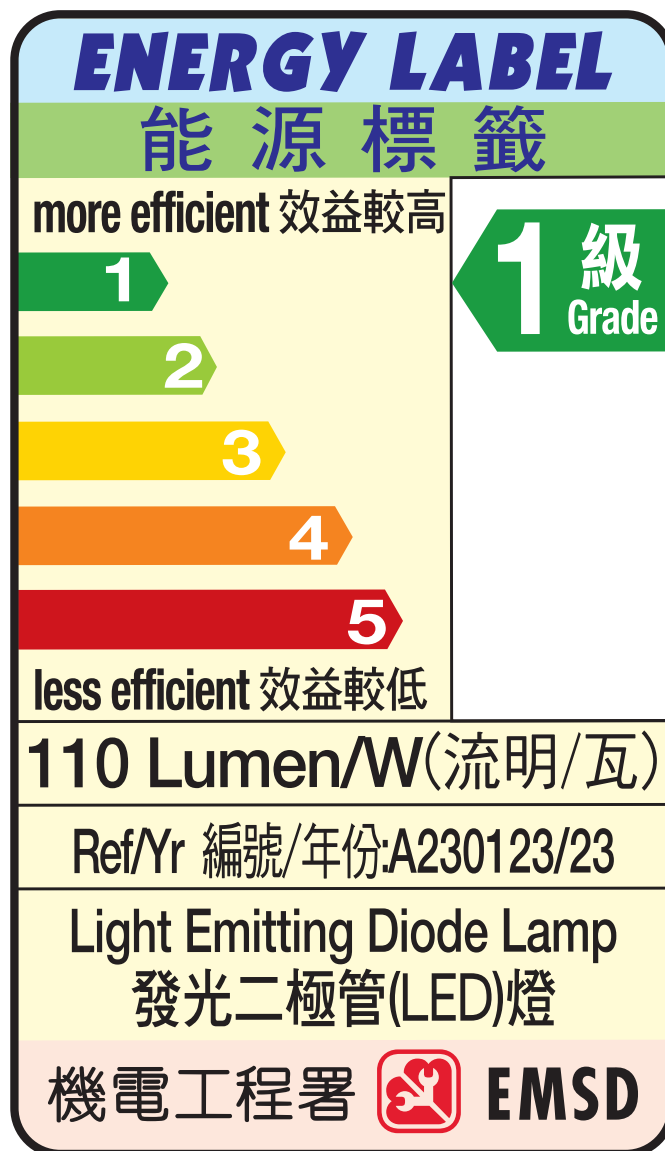 ENERGY LABEL
能源標籤
more efficient 效益較高
1
2
3
4
5
less efficient 效益較低
1 級
Grade
110 Lumen/W(流明/瓦)
Ref/Yr 編號/年份:A230123/23
Light Emitting Diode Lamp
發光二極管(LED)燈
機電工程署 EMSD